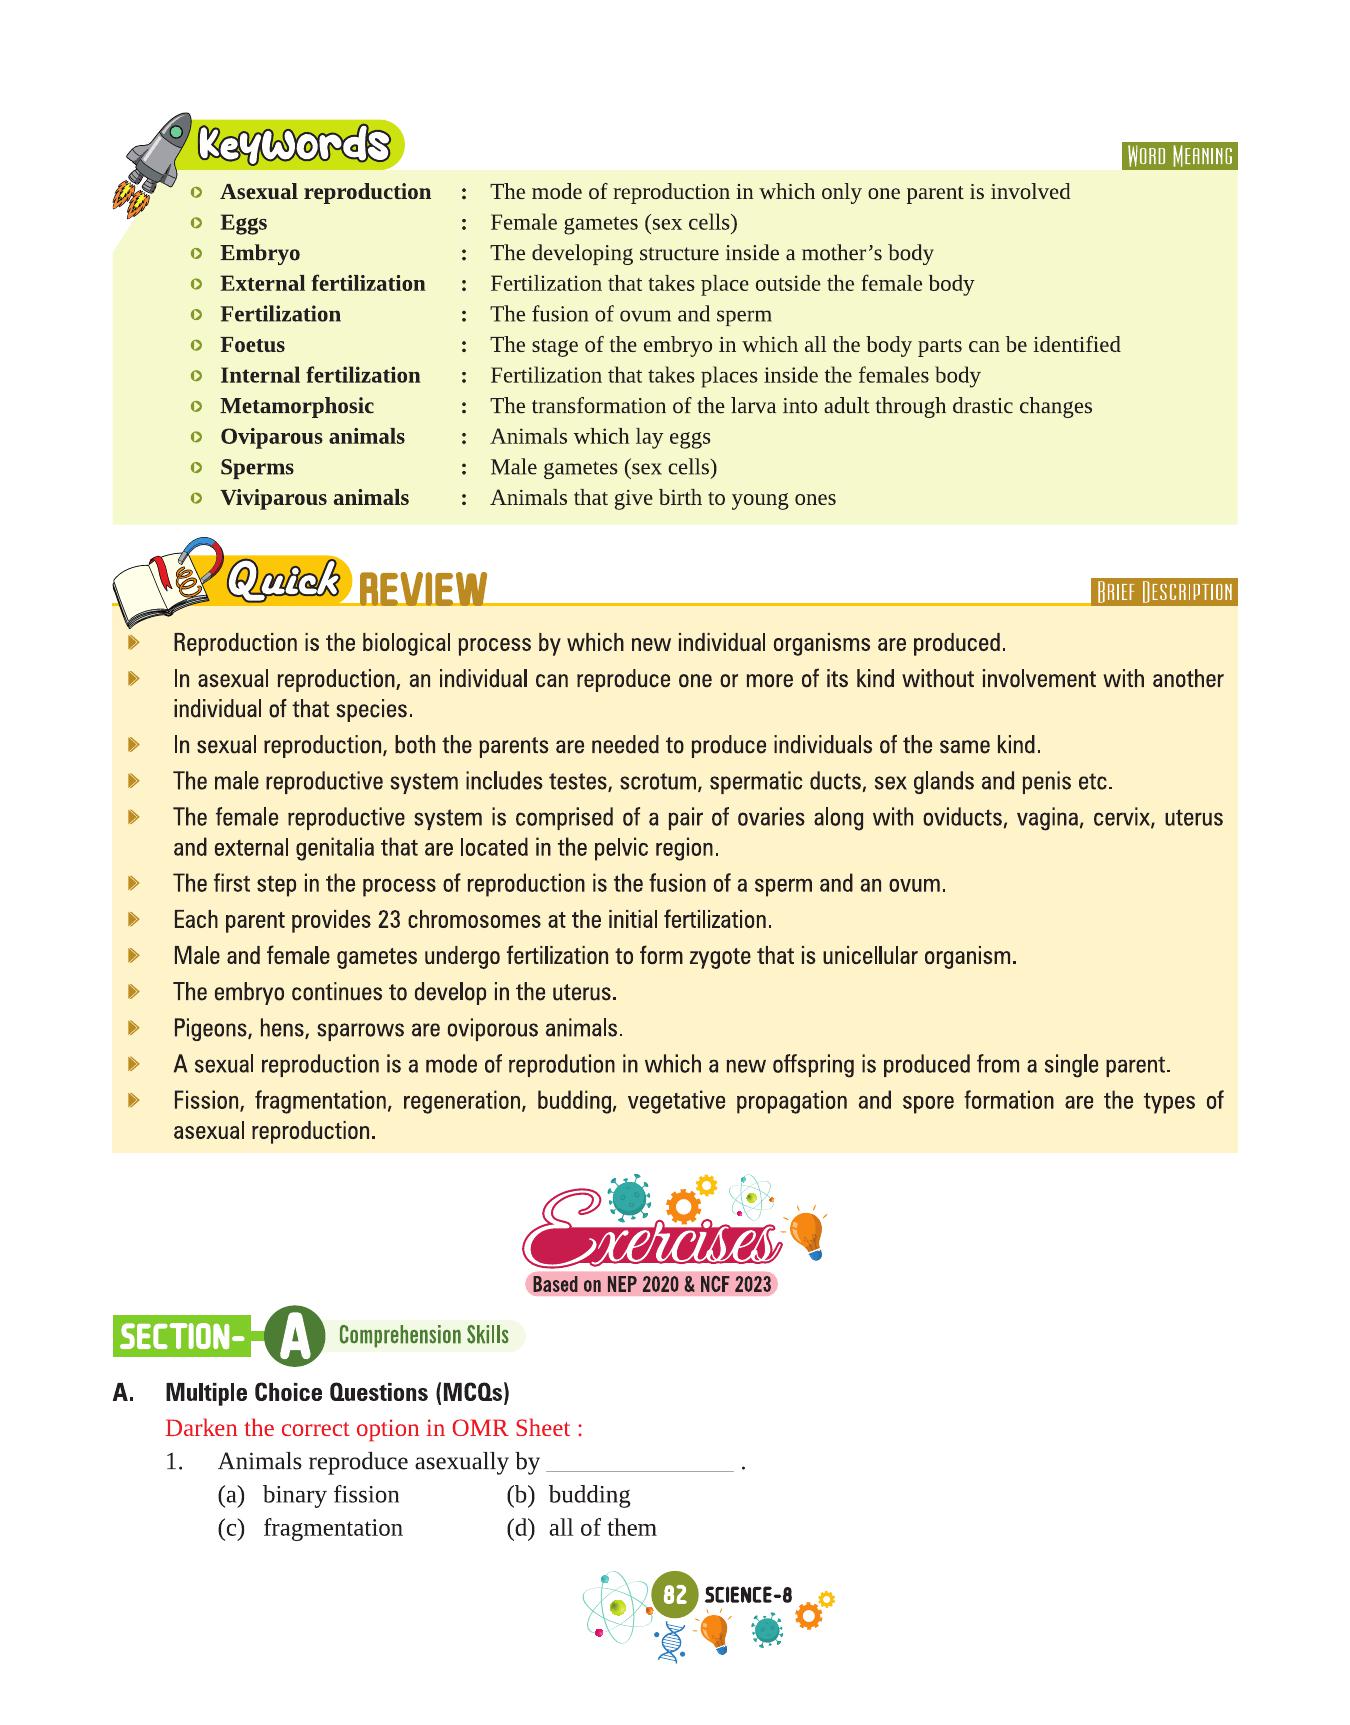 Keywords
Word Meaning
Asexual reproduction : The mode of reproduction in which only one parent is involved
Eggs : Female gametes (sex cells)
Embryo : The developing structure inside a mother’s body
External fertilization : Fertilization that takes place outside the female body
Fertilization : The fusion of ovum and sperm
Foetus : The stage of the embryo in which all the body parts can be identified
Internal fertilization : Fertilization that takes places inside the females body
Metamorphosic : The transformation of the larva into adult through drastic changes
Oviparous animals : Animals which lay eggs
Sperms : Male gametes (sex cells)
Viviparous animals : Animals that give birth to young ones
Quick REVIEW
Brief Description
Reproduction is the biological process by which new individual organisms are produced.
In asexual reproduction, an individual can reproduce one or more of its kind without involvement with another
individual of that species.
In sexual reproduction, both the parents are needed to produce individuals of the same kind.
The male reproductive system includes testes, scrotum, spermatic ducts, sex glands and penis etc.
The female reproductive system is comprised of a pair of ovaries along with oviducts, vagina, cervix, uterus
and external genitalia that are located in the pelvic region.
The first step in the process of reproduction is the fusion of a sperm and an ovum.
Each parent provides 23 chromosomes at the initial fertilization.
Male and female gametes undergo fertilization to form zygote that is unicellular organism.
The embryo continues to develop in the uterus.
Pigeons, hens, sparrows are oviporous animals.
A sexual reproduction is a mode of reprodution in which a new offspring is produced from a single parent.
Fission, fragmentation, regeneration, budding, vegetative propagation and spore formation are the types of
asexual reproduction.
Exercises
Based on NEP 2020 & NCF 2023
SECTION- A Comprehension Skills
A. Multiple Choice Questions (MCQs)
Darken the correct option in OMR Sheet :
1. Animals reproduce asexually by _______________ .
(a) binary fission (b) budding
(c) fragmentation (d) all of them
82 SCIENCE-8